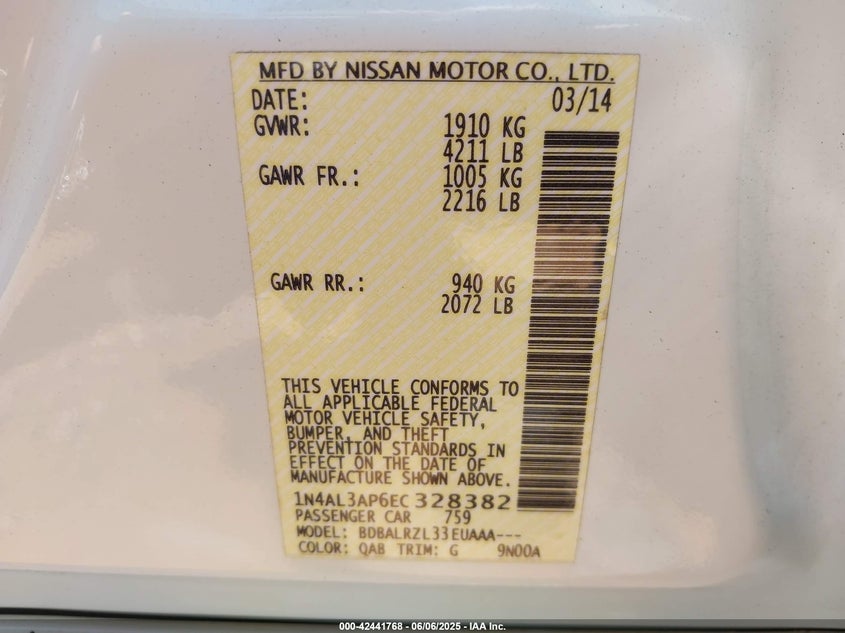 MFD BY NISSAN MOTOR CO., LTD.
DATE: 03/14
GVWR: 1910 KG
4211 LB
GAWR FR.: 1005 KG
2216 LB
GAWR RR.: 940 KG
2072 LB
THIS VEHICLE CONFORMS TO
ALL APPLICABLE FEDERAL
MOTOR VEHICLE SAFETY,
BUMPER, AND THEFT
PREVENTION STANDARDS IN
EFFECT ON THE DATE OF
MANUFACTURE SHOWN ABOVE.
1N4AL3AP6EC 328382
PASSENGER CAR 759
MODEL: BDBALRZL33EUAAA---
COLOR: QAB TRIM: G 9N00A
000-42441768 - 06/06/2025 - IAA Inc.